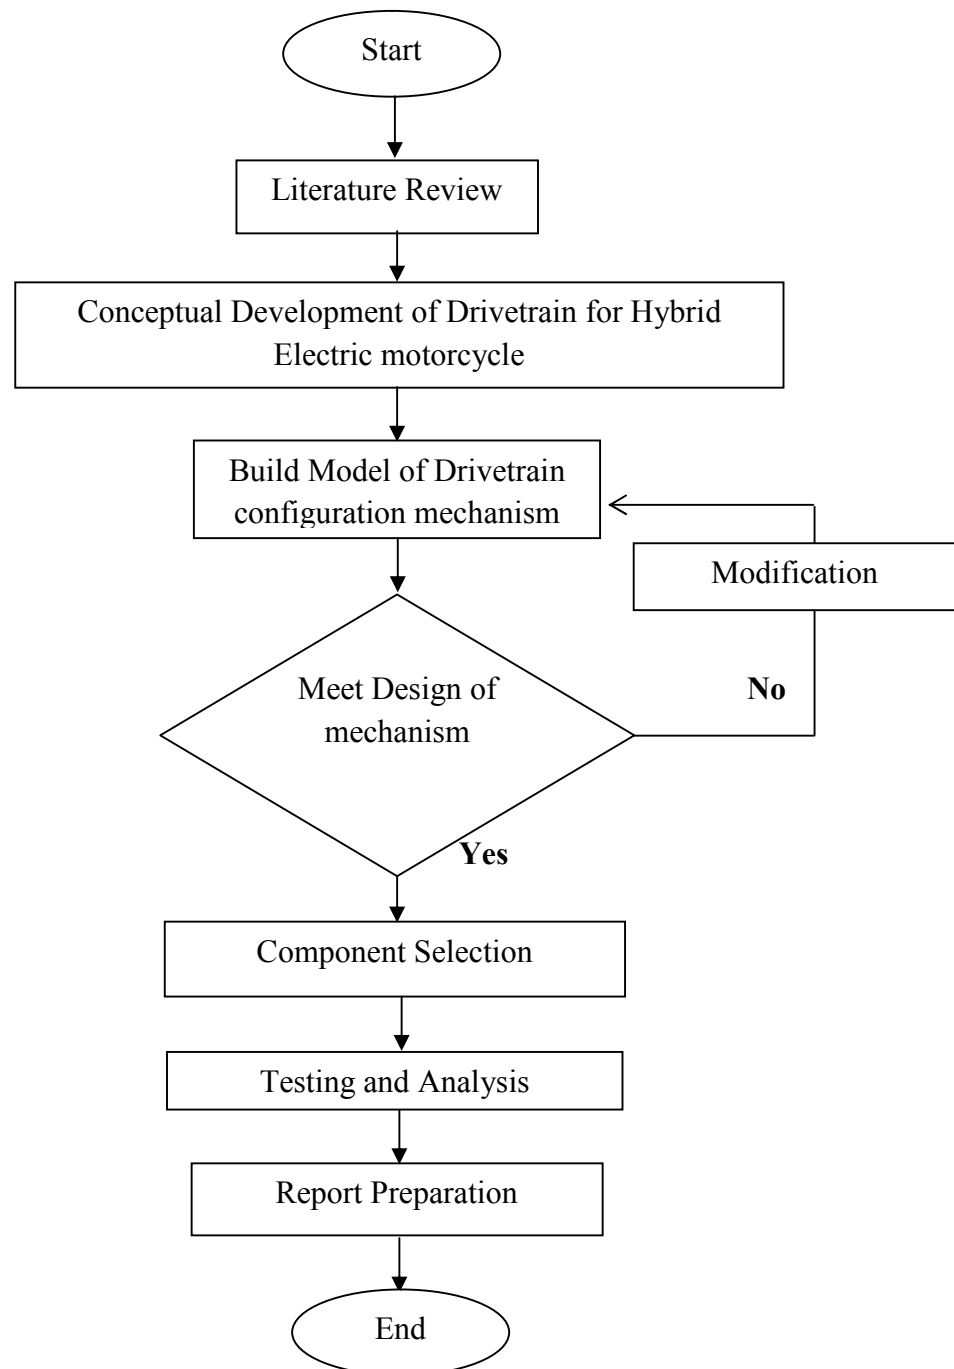 Start
Literature Review
Conceptual Development of Drivetrain for Hybrid
Electric motorcycle
Build Model of Drivetrain
configuration mechanism
Modification
Meet Design of
mechanism
No
Yes
Component Selection
Testing and Analysis
Report Preparation
End